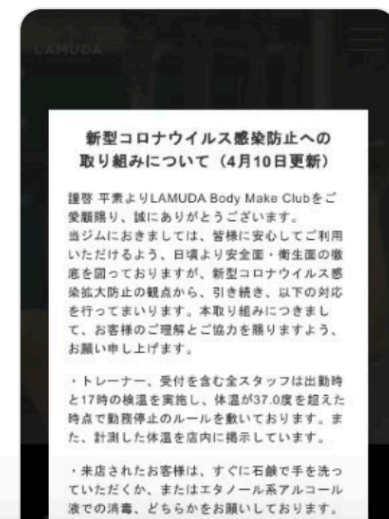 LAMUDA
新型コロナウイルス感染防止への
取り組みについて（4月10日更新）
謹啓 平素よりLAMUDA Body Make Clubをご
愛顧賜り、誠にありがとうございます。
当ジムにおきましては、皆様に安心してご利用
いただけるよう、日頃より安全面・衛生面の徹
底を図っておりますが、新型コロナウイルス感
染拡大防止の観点から、引き続き、以下の対応
を行ってまいります。本取り組みにつきまし
て、お客様のご理解とご協力を賜りますよう、
お願い申し上げます。
・トレーナー、受付を含む全スタッフは出勤時
と17時の検温を実施し、体温が37.0度を超えた
時点で勤務停止のルールを敷いております。ま
た、計測した体温を店内に掲示しています。
・来店されたお客様は、すぐに石鹸で手を洗っ
ていただくか、またはエタノール系アルコール
液での消毒、どちらかをお願いしております。